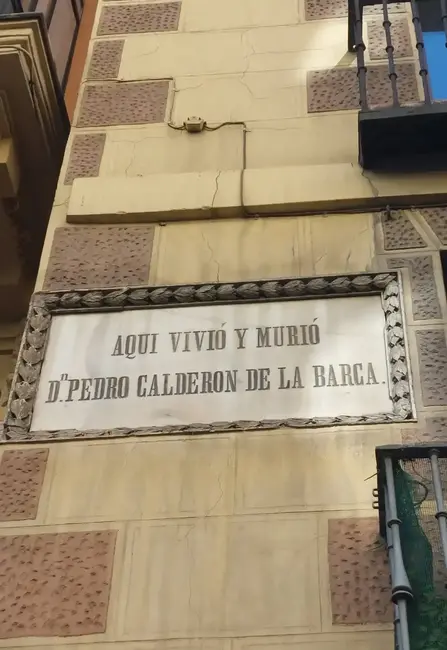 AQUI VIVIÓ Y MURIÓ
Dⁿ. PEDRO CALDERON DE LA BARCA.